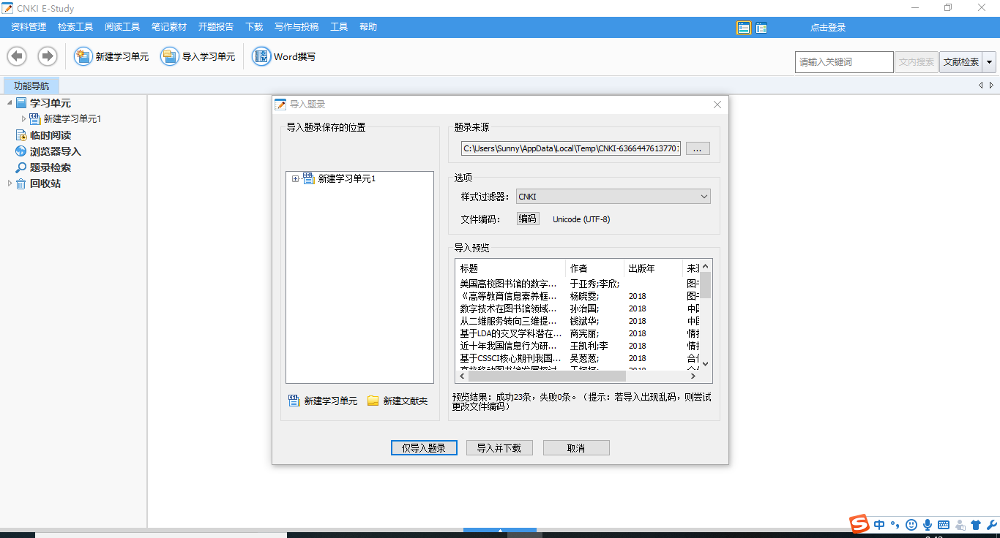 CNKI E-Study
资料管理 检索工具 阅读工具 笔记素材 开题报告 下载 写作与投稿 工具 帮助 点击登录
新建学习单元 导入学习单元 Word撰写 请输入关键词 文内搜索 文献检索
功能导航
学习单元
新建学习单元1
临时阅读
浏览器导入
题录检索
回收站
导入题录
导入题录保存的位置
新建学习单元1
新建学习单元 新建文献夹
题录来源
C:\Users\Sunny\AppData\Local\Temp\CNKI-6366447613770 ...
选项
样式过滤器： CNKI
文件编码： 编码 Unicode (UTF-8)
导入预览
标题 作者 出版年
美国高校图书馆的数字... 于亚秀;李欣;
《高等教育信息素养框... 杨晓雯; 2018
数字技术在图书馆领域... 孙治国; 2018
从二维服务转向三维提... 钱斌华; 2018 中国
基于LDA的交叉学科潜在... 商宪丽; 2018
近十年我国信息行为研... 王凯利;李 2018
基于CSSCI核心期刊我国... 吴葱葱; 2018
预览结果：成功23条，失败0条。（提示：若导入出现乱码，则尝试
更改文件编码）
仅导入题录 导入并下载 取消
中